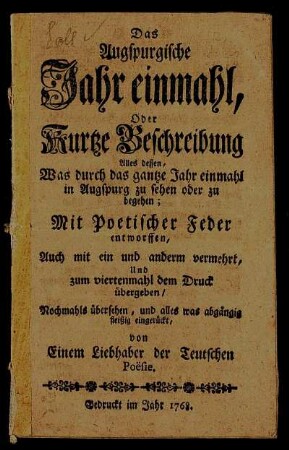 Das
Augspurgische
Jahr einmahl,
Oder
Kurtze Beschreibung
Alles dessen,
Was durch das gantze Jahr einmahl
in Augspurg zu sehen oder zu
begehen;
Mit Poetischer Feder
entworffen,
Auch mit ein und anderm vermehrt,
Und
zum viertenmahl dem Druck
übergeben/
Nochmahls übersehen, und alles was abgängig
fleißig eingerückt,
von
Einem Liebhaber der Teutschen
Poësie.
Gedruckt im Jahr 1768.